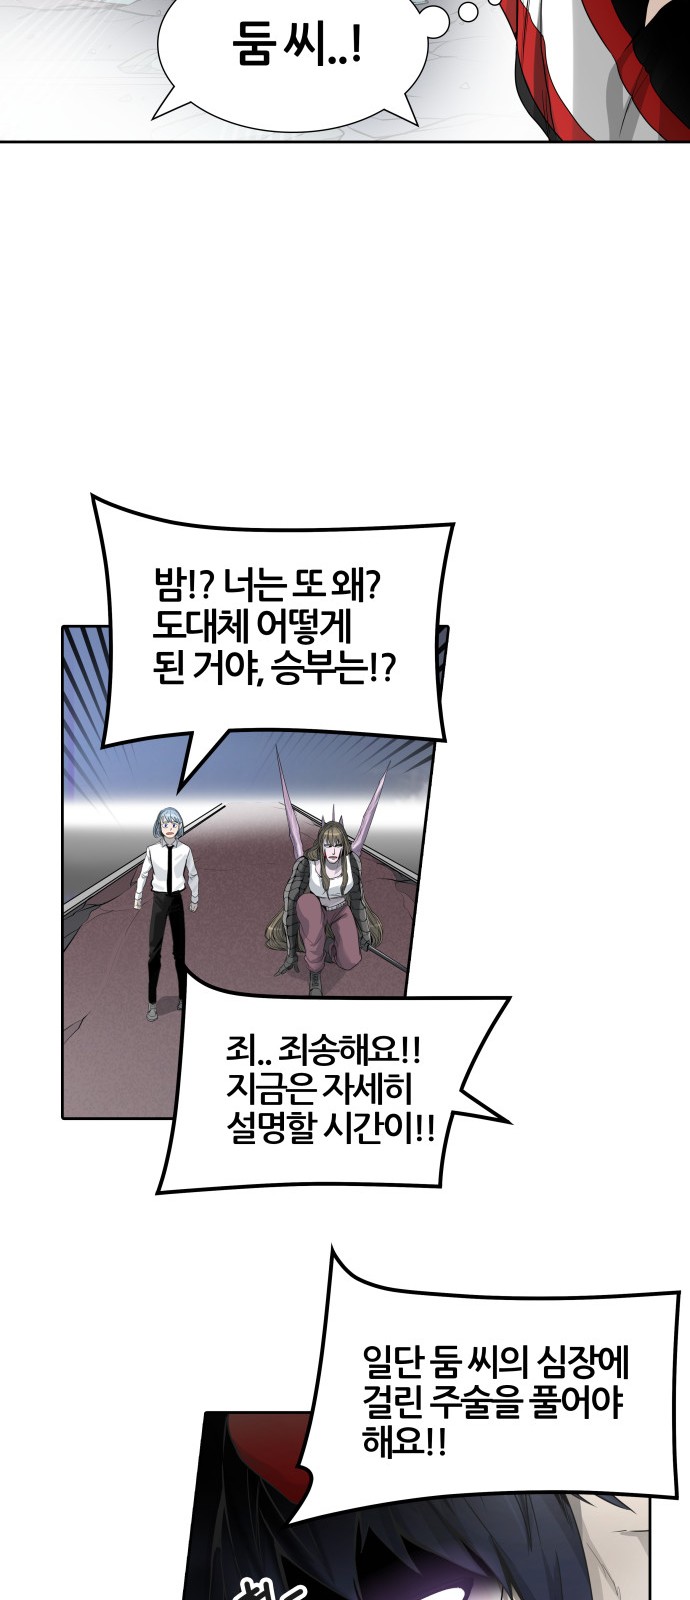 둠 씨..!
밤!? 너는 또 왜?
도대체 어떻게
된 거야, 승부는!?
죄.. 죄송해요!!
지금은 자세히
설명할 시간이!!
일단 둠 씨의 심장에
걸린 주술을 풀어야
해요!!